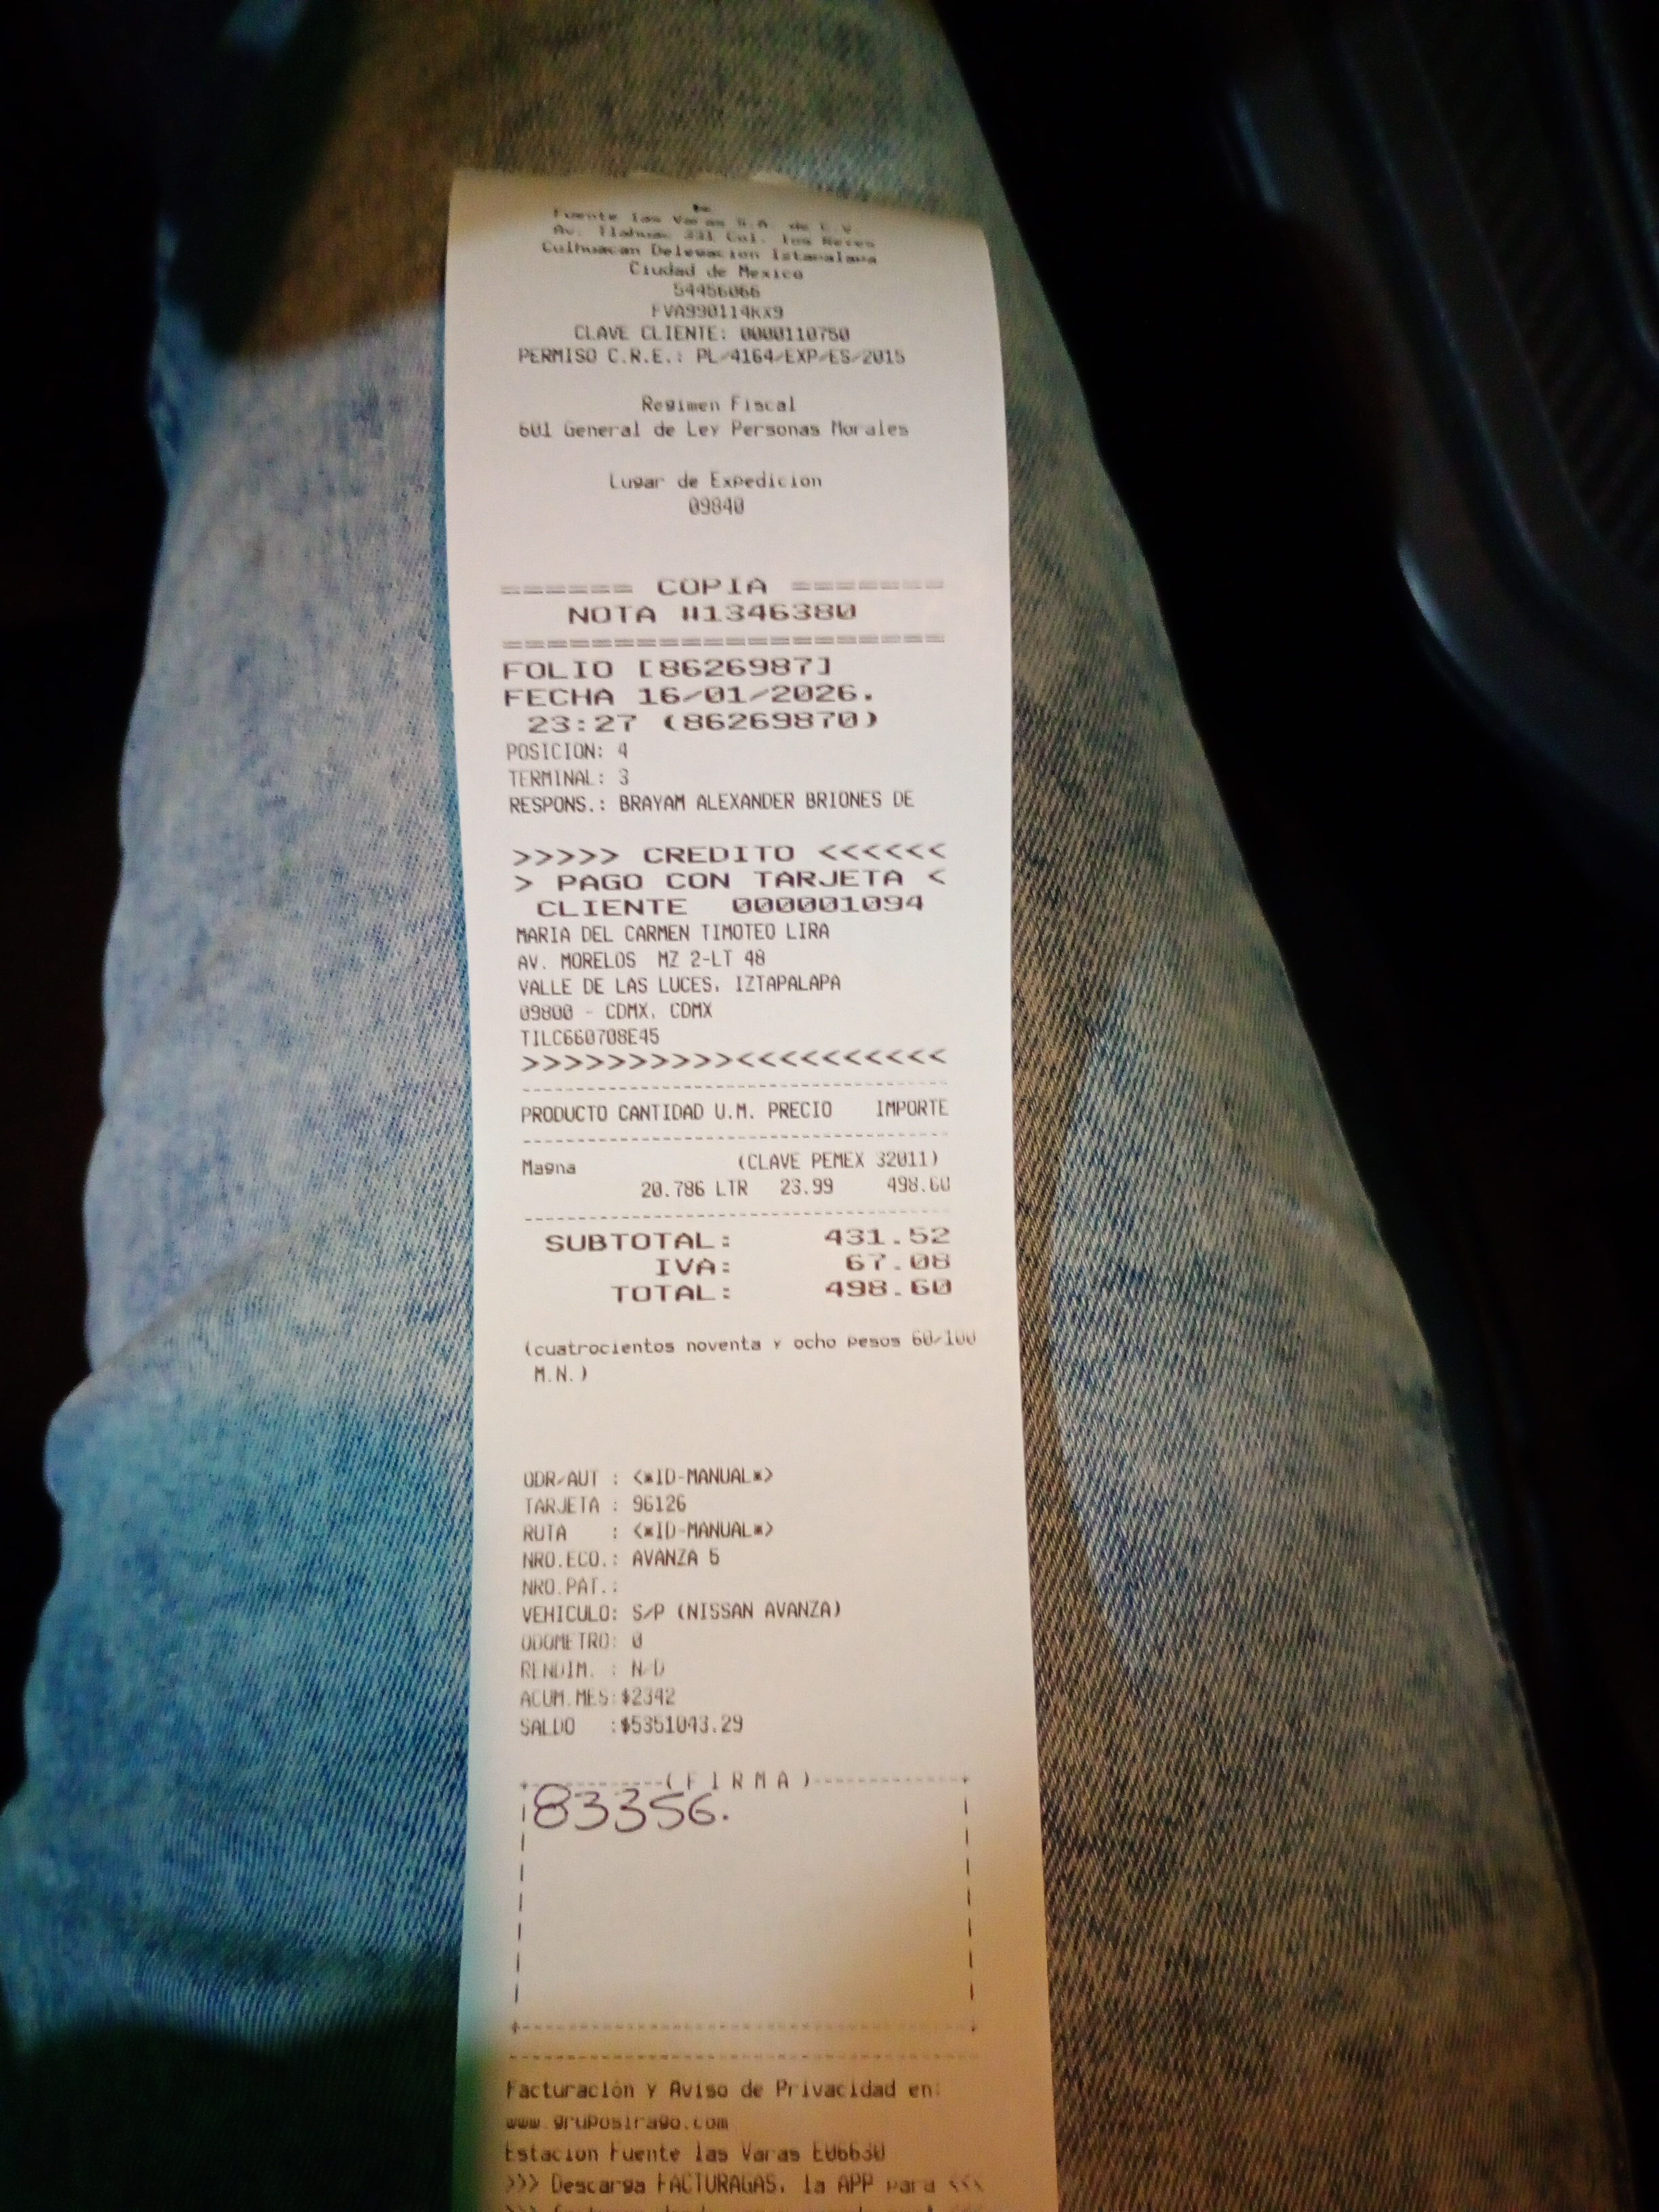 Fuente las Varas S.A. de C.V.
Av. Tlahuac 331 Col. los Reyes
Culhuacan Delegacion Istapalapa
Ciudad de Mexico
54456066
FVA990114KX9
CLAVE CLIENTE: 0000110750
PERMISO C.R.E.: PL/4164/EXP/ES/2015
Regimen Fiscal
601 General de Ley Personas Morales
Lugar de Expedicion
09840
====== COPIA =======
NOTA #1346380
=====================
FOLIO [8626987]
FECHA 16/01/2026.
23:27 (86269870)
POSICION: 4
TERMINAL: 3
RESPONS.: BRAYAM ALEXANDER BRIONES DE
>>>>> CREDITO <<<<<<
> PAGO CON TARJETA <
CLIENTE 000001094
MARIA DEL CARMEN TIMOTEO LIRA
AV. MORELOS MZ 2-LT 48
VALLE DE LAS LUCES, IZTAPALAPA
09800 - CDMX, CDMX
TILC660708E45
>>>>>>>>>><<<<<<<<<<
PRODUCTO CANTIDAD U.M. PRECIO IMPORTE
Magna (CLAVE PEMEX 32011)
20.786 LTR 23.99 498.60
SUBTOTAL: 431.52
IVA: 67.08
TOTAL: 498.60
(cuatrocientos noventa y ocho pesos 60/100
M.N.)
ODR/AUT : <*ID-MANUAL*>
TARJETA : 96126
RUTA : <*ID-MANUAL*>
NRO.ECO.: AVANZA 5
NRO.PAT.:
VEHICULO: S/P (NISSAN AVANZA)
ODOMETRO: 0
RENDIM. : N/D
ACUM.MES:$2342
SALDO :$5351043.29
(F I R M A)
83356.
Facturación y Aviso de Privacidad en:
www.gruposirago.com
Estacion Fuente las Varas E06630
>>> Descarga FACTURAGAS, la APP para <<<